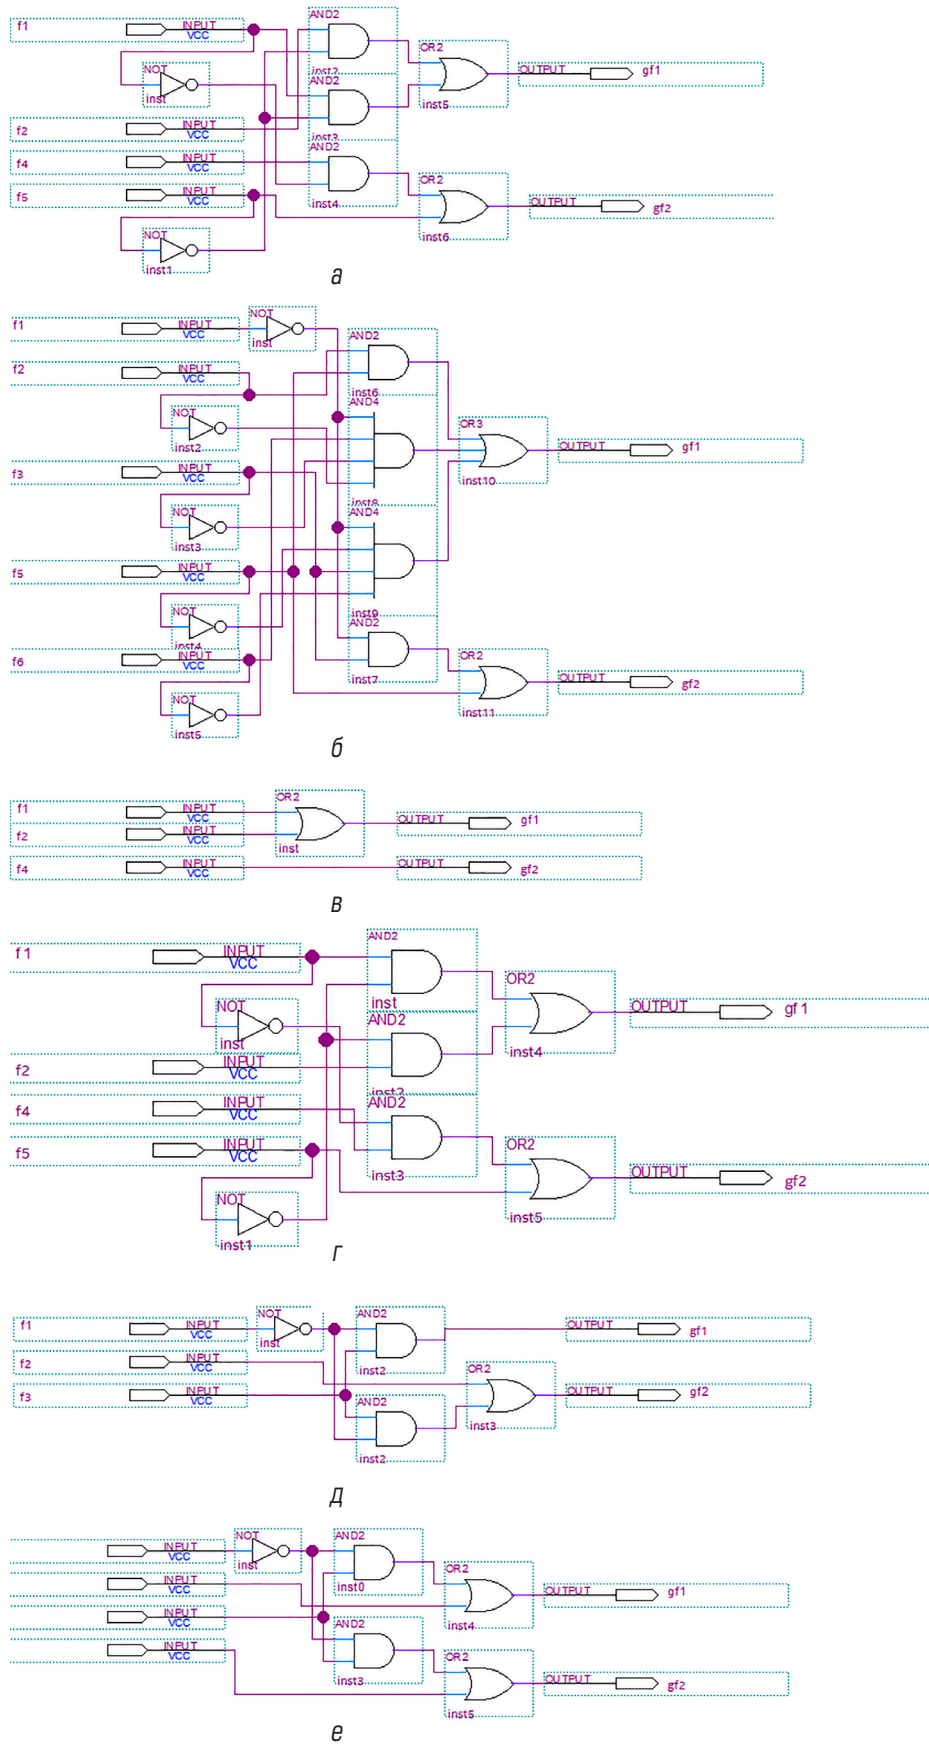 AND2
f1 INPUT VCC
OR2
NOT inst2 OUTPUT gf1
AND2
inst inst5
f2 INPUT VCC
inst3
AND2
f4 INPUT VCC
OR2
f5 INPUT VCC
OUTPUT gf2
inst4
NOT inst6
inst1
а
NOT
f1 INPUT VCC
inst AND2
f2 INPUT VCC
inst6
NOT AND4
OR3
inst2 OUTPUT gf1
f3 INPUT VCC
inst10
inst8
NOT AND4
inst3
f5 INPUT VCC
NOT inst9
AND2
inst4
OR2
f6 INPUT VCC
inst7 OUTPUT gf2
NOT
inst11
inst5
б
OR2
f1 INPUT VCC
OUTPUT gf1
f2 INPUT VCC
inst
f4 INPUT VCC OUTPUT gf2
в
AND2
f1 INPUT VCC
OR2
NOT inst OUTPUT gf1
AND2
inst inst4
f2 INPUT VCC
inst2
AND2
f4 INPUT VCC
OR2
f5 INPUT VCC
inst3 OUTPUT gf2
NOT
inst5
inst1
г
NOT AND2
f1 INPUT VCC OUTPUT gf1
inst
f2 INPUT VCC
inst2 OR2
f3 INPUT VCC OUTPUT gf2
AND2
inst3
inst2
д
NOT AND2
INPUT VCC
inst
OR2
INPUT VCC
inst0 OUTPUT gf1
INPUT VCC
AND2 inst4
INPUT VCC
OR2
inst3 OUTPUT gf2
inst5
е